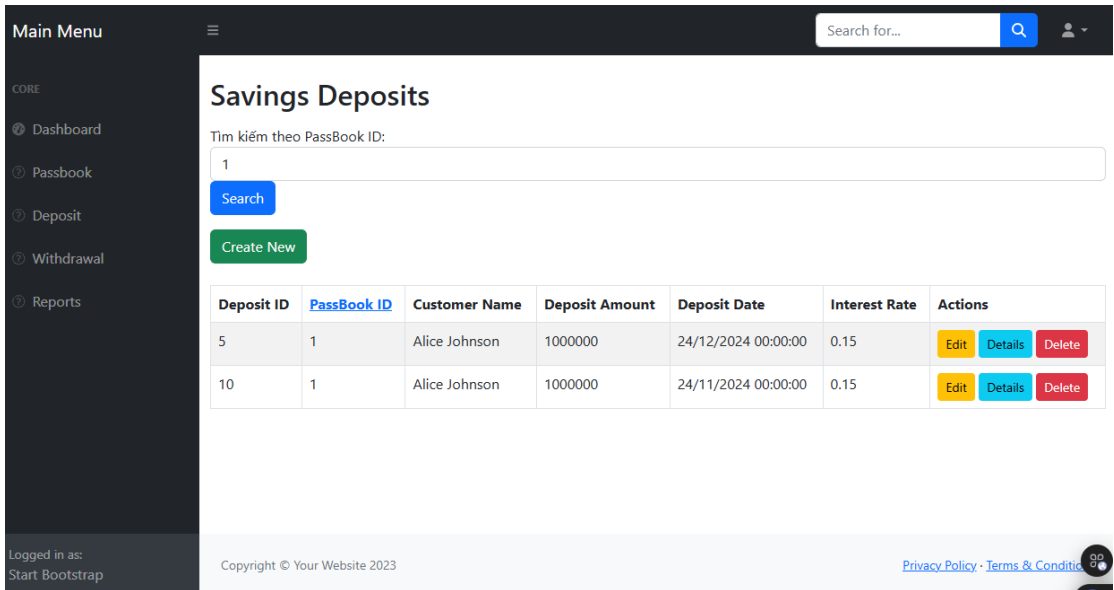 Main Menu
Search for...
CORE
Dashboard
Passbook
Deposit
Withdrawal
Reports
Logged in as:
Start Bootstrap
Savings Deposits
Tìm kiếm theo PassBook ID:
1
Search
Create New
Deposit ID PassBook ID Customer Name Deposit Amount Deposit Date Interest Rate Actions
5 1 Alice Johnson 1000000 24/12/2024 00:00:00 0.15 Edit Details Delete
10 1 Alice Johnson 1000000 24/11/2024 00:00:00 0.15 Edit Details Delete
Copyright © Your Website 2023
Privacy Policy · Terms &